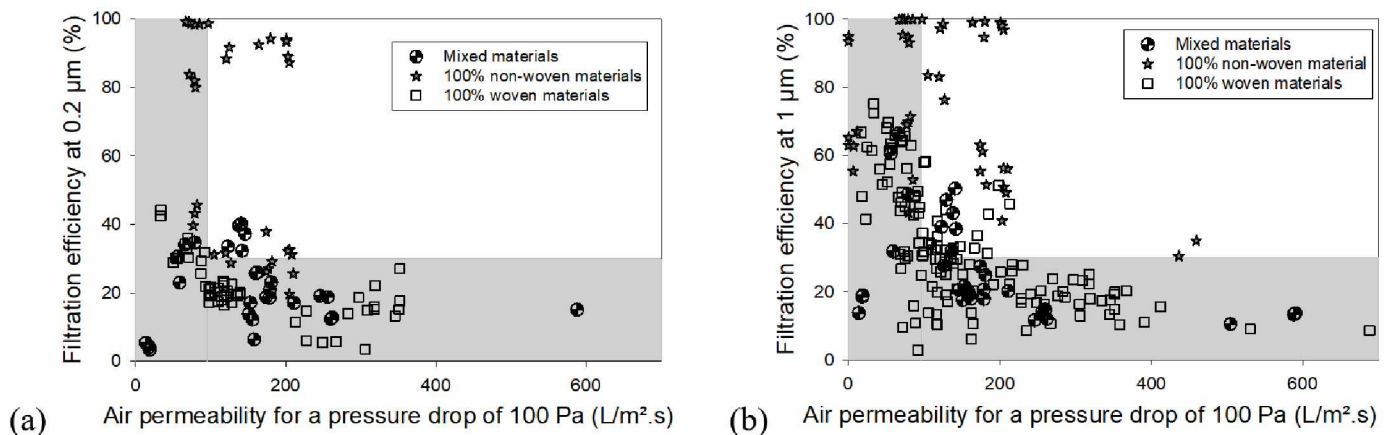 (a)
Filtration efficiency at 0.2 µm (%)
100
80
60
40
20
0
Mixed materials
100% non-woven materials
100% woven materials
0 200 400 600
Air permeability for a pressure drop of 100 Pa (L/m².s)
(b)
Filtration efficiency at 1 µm (%)
100
80
60
40
20
0
Mixed materials
100% non-woven material
100% woven materials
0 200 400 600
Air permeability for a pressure drop of 100 Pa (L/m².s)